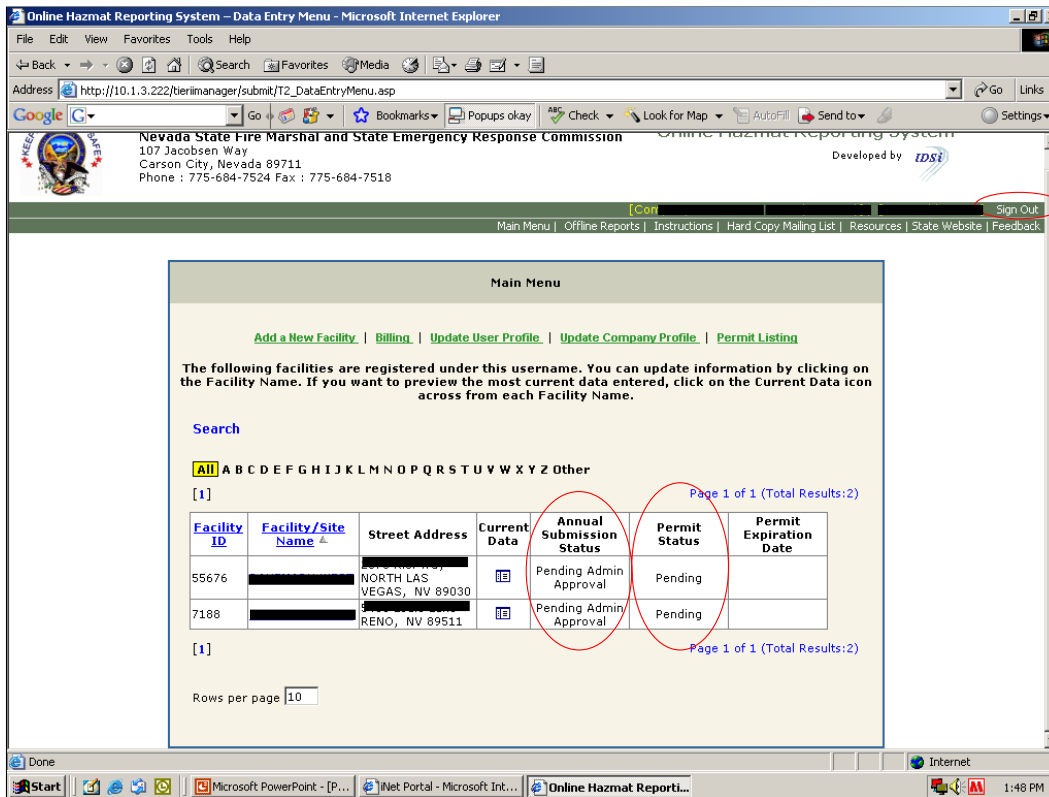 Online Hazmat Reporting System -- Data Entry Menu - Microsoft Internet Explorer
File Edit View Favorites Tools Help
Back Search Favorites Media
Address http://10.1.3.222/tieriimanager/submit/T2_DataEntryMenu.asp Go Links
Google G Go Bookmarks Popups okay ABC Check Look for Map AutoFill Send to Settings
KEEP SAFE
Nevada State Fire Marshal and State Emergency Response Commission Online Hazmat Reporting System
107 Jacobsen Way
Carson City, Nevada 89711
Phone : 775-684-7524 Fax : 775-684-7518
Developed by IDSi
Sign Out
Main Menu | Offline Reports | Instructions | Hard Copy Mailing List | Resources | State Website | Feedback
Main Menu
Add a New Facility | Billing | Update User Profile | Update Company Profile | Permit Listing
The following facilities are registered under this username. You can update information by clicking on
the Facility Name. If you want to preview the most current data entered, click on the Current Data icon
across from each Facility Name.
Search
All A B C D E F G H I J K L M N O P Q R S T U V W X Y Z Other
[1] Page 1 of 1 (Total Results:2)
Facility ID Facility/Site Name Street Address Current Data Annual Submission Status Permit Status Permit Expiration Date
55676 NORTH LAS VEGAS, NV 89030 Pending Admin Approval Pending
7188 RENO, NV 89511 Pending Admin Approval Pending
[1] Page 1 of 1 (Total Results:2)
Rows per page 10
Done Internet
Start Microsoft PowerPoint - [P... iNet Portal - Microsoft Int... Online Hazmat Reporti... 1:48 PM